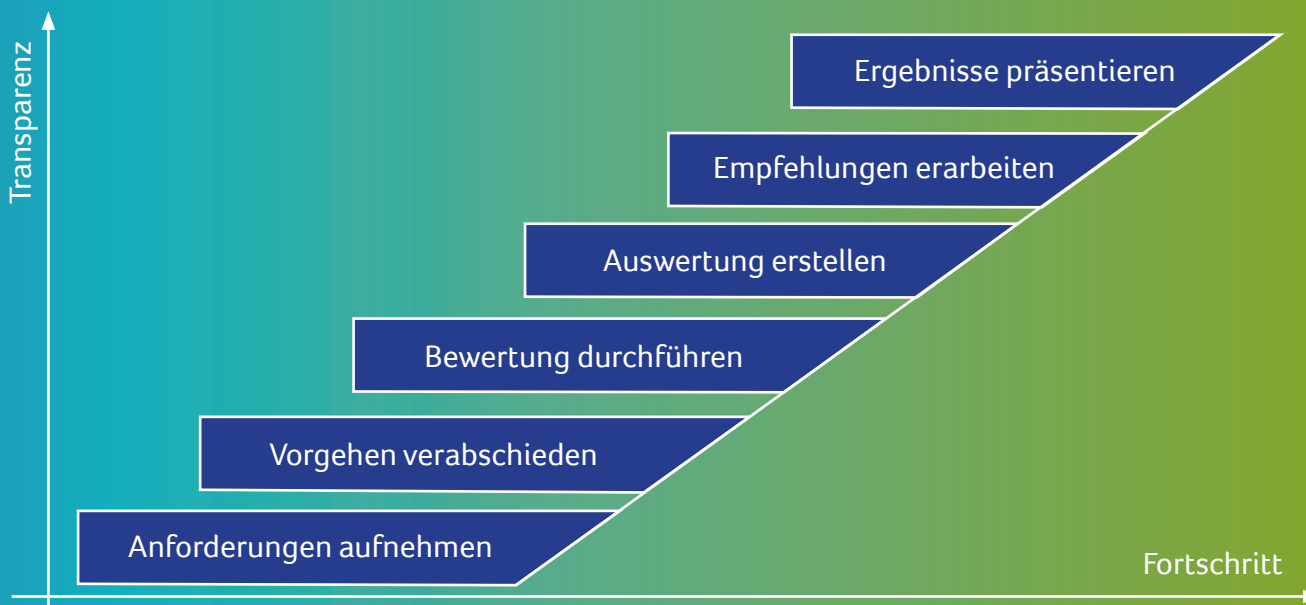 Transparenz
Ergebnisse präsentieren
Empfehlungen erarbeiten
Auswertung erstellen
Bewertung durchführen
Vorgehen verabschieden
Anforderungen aufnehmen
Fortschritt